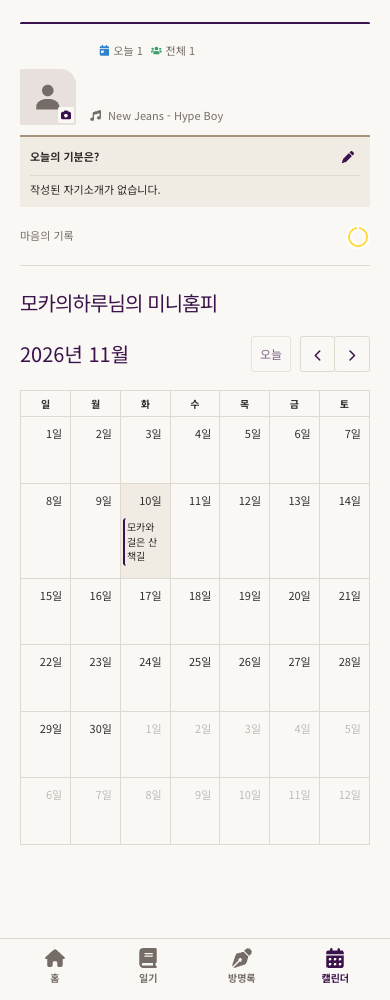 오늘 1 전체 1
New Jeans - Hype Boy
오늘의 기분은?
작성된 자기소개가 없습니다.
마음의 기록
모카의하루님의 미니홈피
2026년 11월 오늘
일 월 화 수 목 금 토
1일 2일 3일 4일 5일 6일 7일
8일 9일 10일 11일 12일 13일 14일
모카와
걸은 산
책길
15일 16일 17일 18일 19일 20일 21일
22일 23일 24일 25일 26일 27일 28일
29일 30일 1일 2일 3일 4일 5일
6일 7일 8일 9일 10일 11일 12일
홈 일기 방명록 캘린더